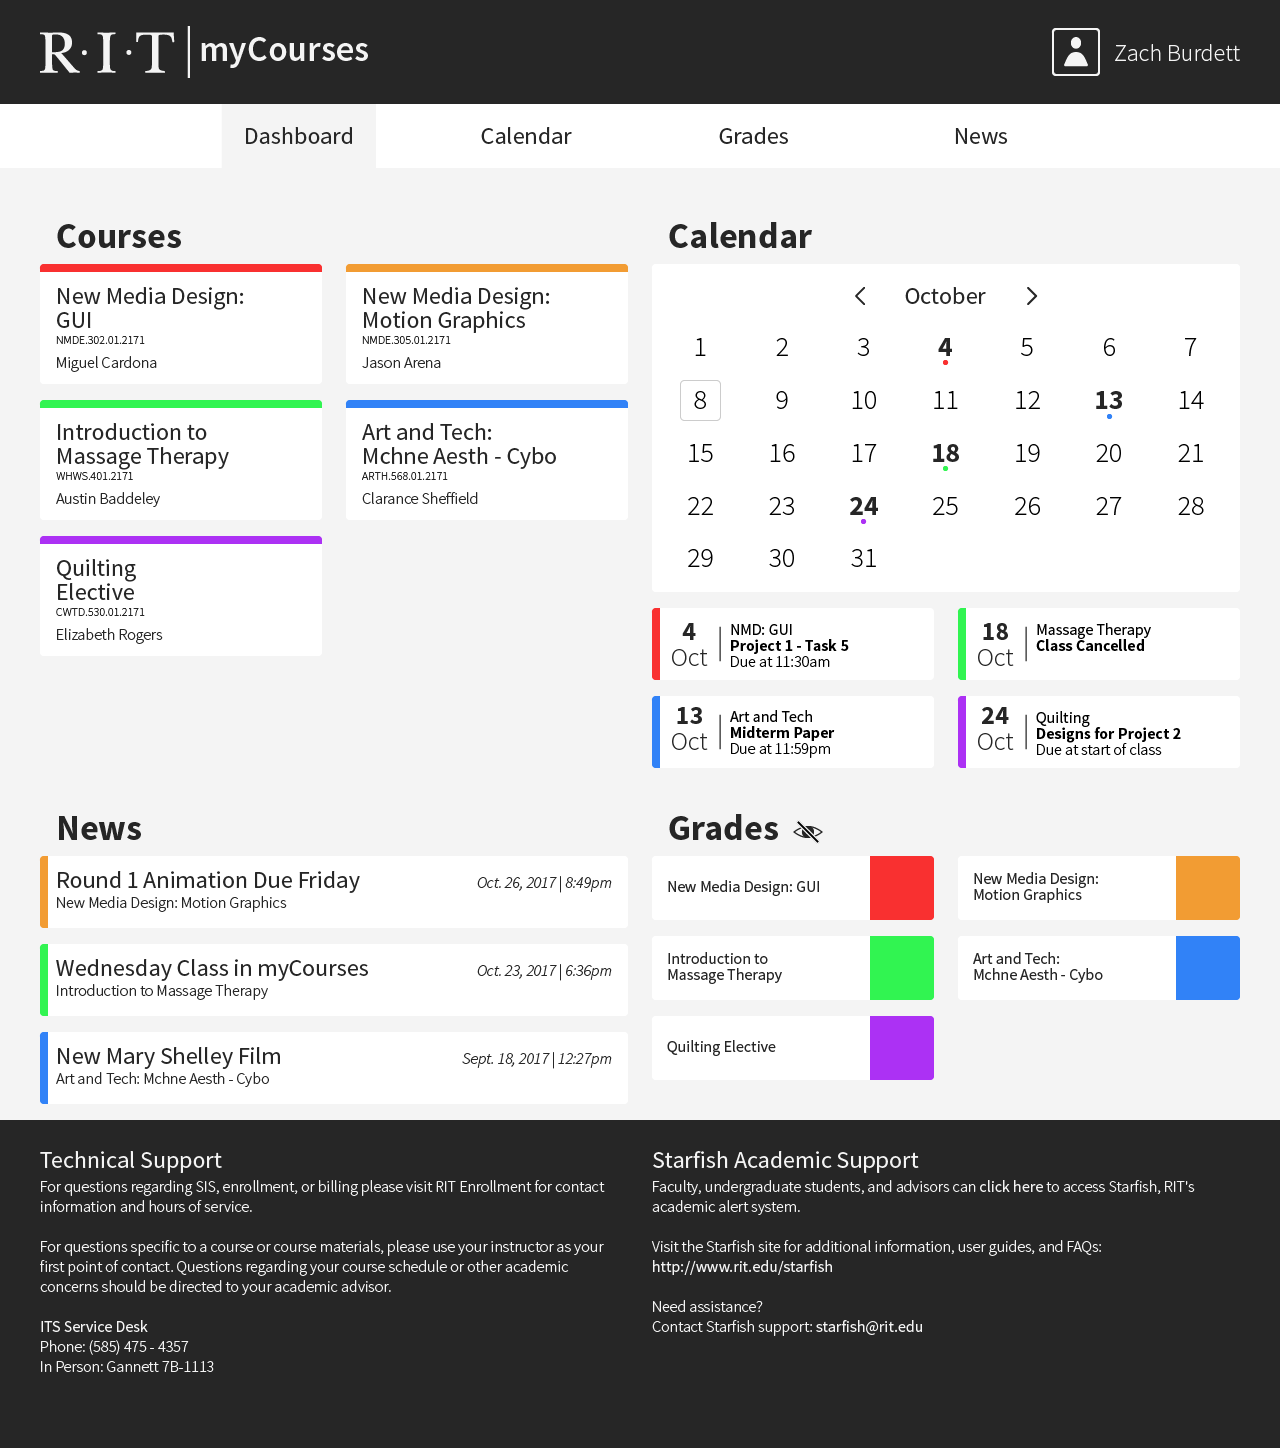 R·I·T myCourses
Zach Burdett
Dashboard Calendar Grades News
Courses
New Media Design:
GUI
NMDE.302.01.2171
Miguel Cardona
New Media Design:
Motion Graphics
NMDE.305.01.2171
Jason Arena
Introduction to
Massage Therapy
WHWS.401.2171
Austin Baddeley
Art and Tech:
Mchne Aesth - Cybo
ARTH.568.01.2171
Clarance Sheffield
Quilting
Elective
CWTD.530.01.2171
Elizabeth Rogers
Calendar
October
1 2 3 4 5 6 7
8 9 10 11 12 13 14
15 16 17 18 19 20 21
22 23 24 25 26 27 28
29 30 31
4
Oct
NMD: GUI
Project 1 - Task 5
Due at 11:30am
18
Oct
Massage Therapy
Class Cancelled
13
Oct
Art and Tech
Midterm Paper
Due at 11:59pm
24
Oct
Quilting
Designs for Project 2
Due at start of class
News
Round 1 Animation Due Friday
Oct. 26, 2017 | 8:49pm
New Media Design: Motion Graphics
Wednesday Class in myCourses
Oct. 23, 2017 | 6:36pm
Introduction to Massage Therapy
New Mary Shelley Film
Sept. 18, 2017 | 12:27pm
Art and Tech: Mchne Aesth - Cybo
Grades
New Media Design: GUI
New Media Design:
Motion Graphics
Introduction to
Massage Therapy
Art and Tech:
Mchne Aesth - Cybo
Quilting Elective
Technical Support
For questions regarding SIS, enrollment, or billing please visit RIT Enrollment for contact
information and hours of service.
For questions specific to a course or course materials, please use your instructor as your
first point of contact. Questions regarding your course schedule or other academic
concerns should be directed to your academic advisor.
ITS Service Desk
Phone: (585) 475 - 4357
In Person: Gannett 7B-1113
Starfish Academic Support
Faculty, undergraduate students, and advisors can click here to access Starfish, RIT's
academic alert system.
Visit the Starfish site for additional information, user guides, and FAQs:
http://www.rit.edu/starfish
Need assistance?
Contact Starfish support: starfish@rit.edu